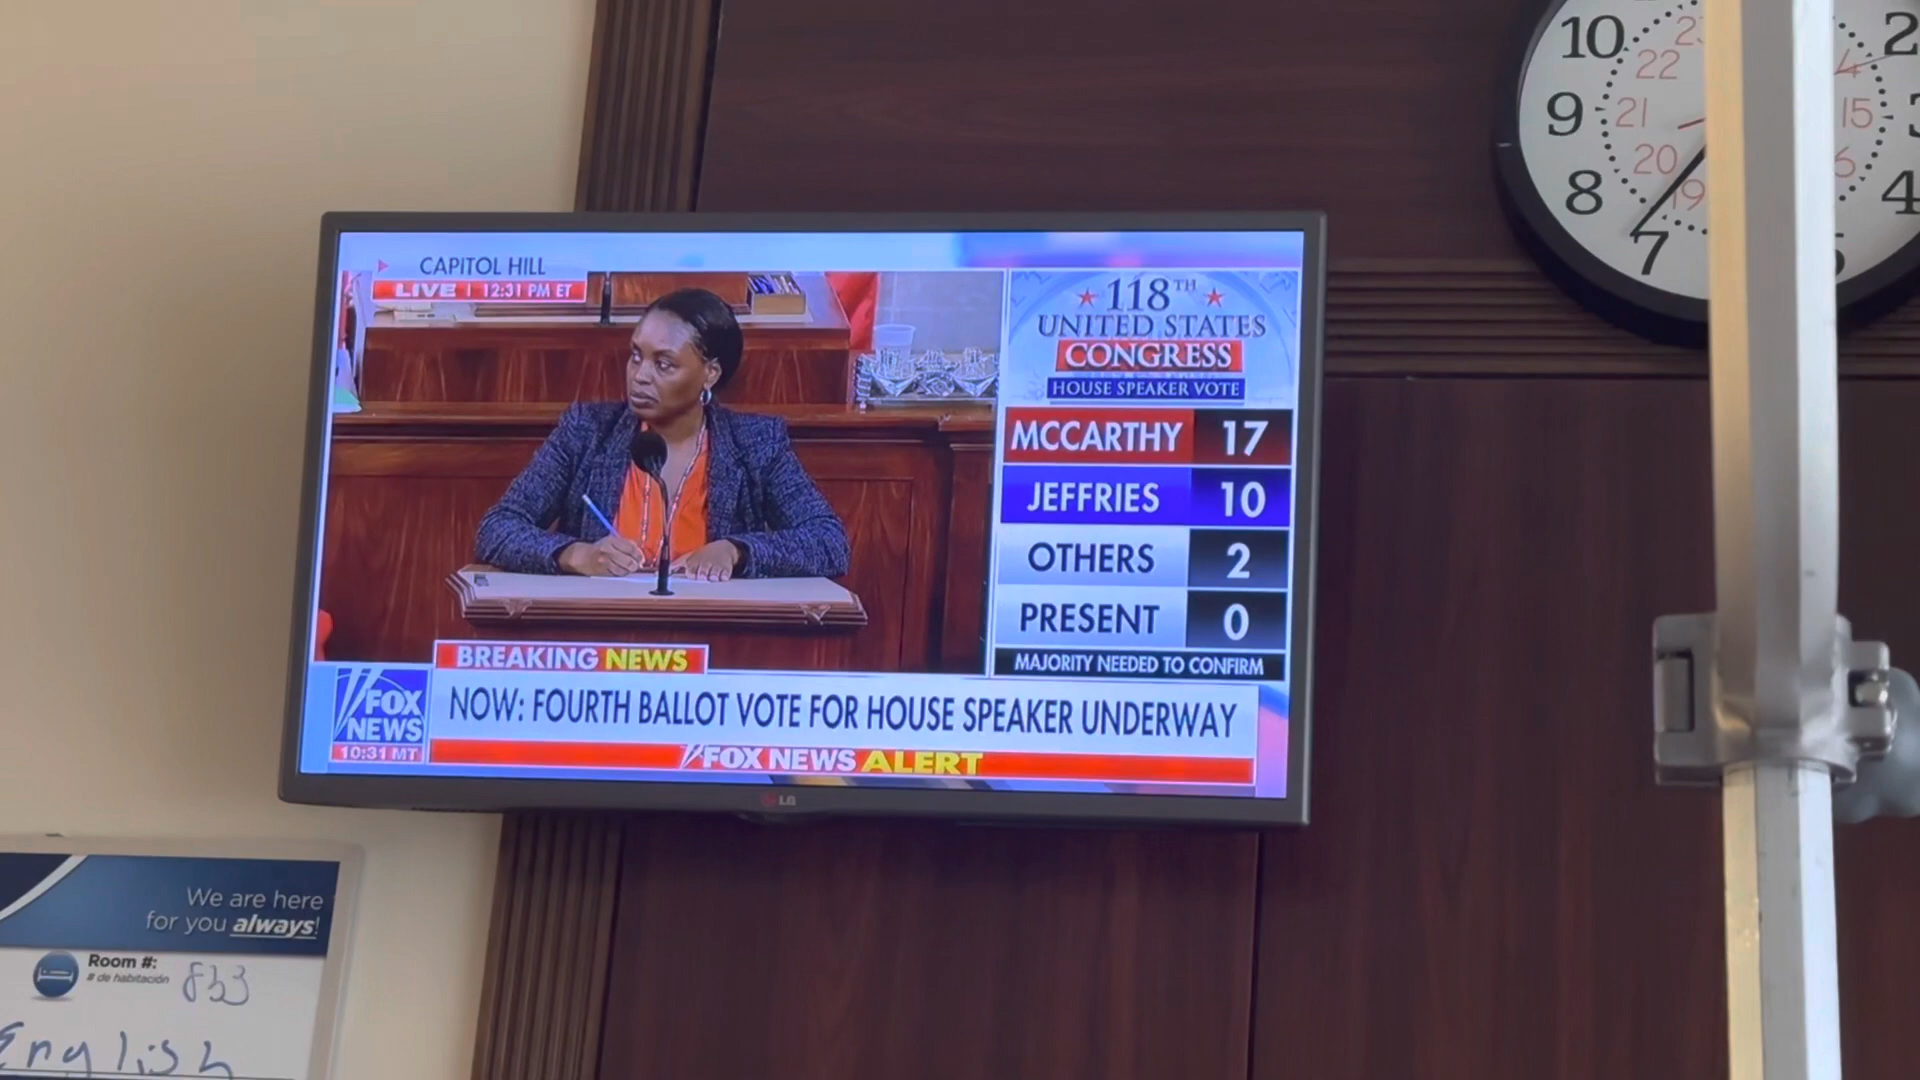 CAPITOL HILL
LIVE | 12:31 PM ET
118TH
UNITED STATES
CONGRESS
HOUSE SPEAKER VOTE
MCCARTHY 17
JEFFRIES 10
OTHERS 2
PRESENT 0
MAJORITY NEEDED TO CONFIRM
BREAKING NEWS
NOW: FOURTH BALLOT VOTE FOR HOUSE SPEAKER UNDERWAY
FOX
NEWS
10:31 MT
FOX NEWS ALERT
LG
10
22
9
21
8
20
19
7
2
15
4
We are here
for you always!
Room #: 833
# de habitación
English